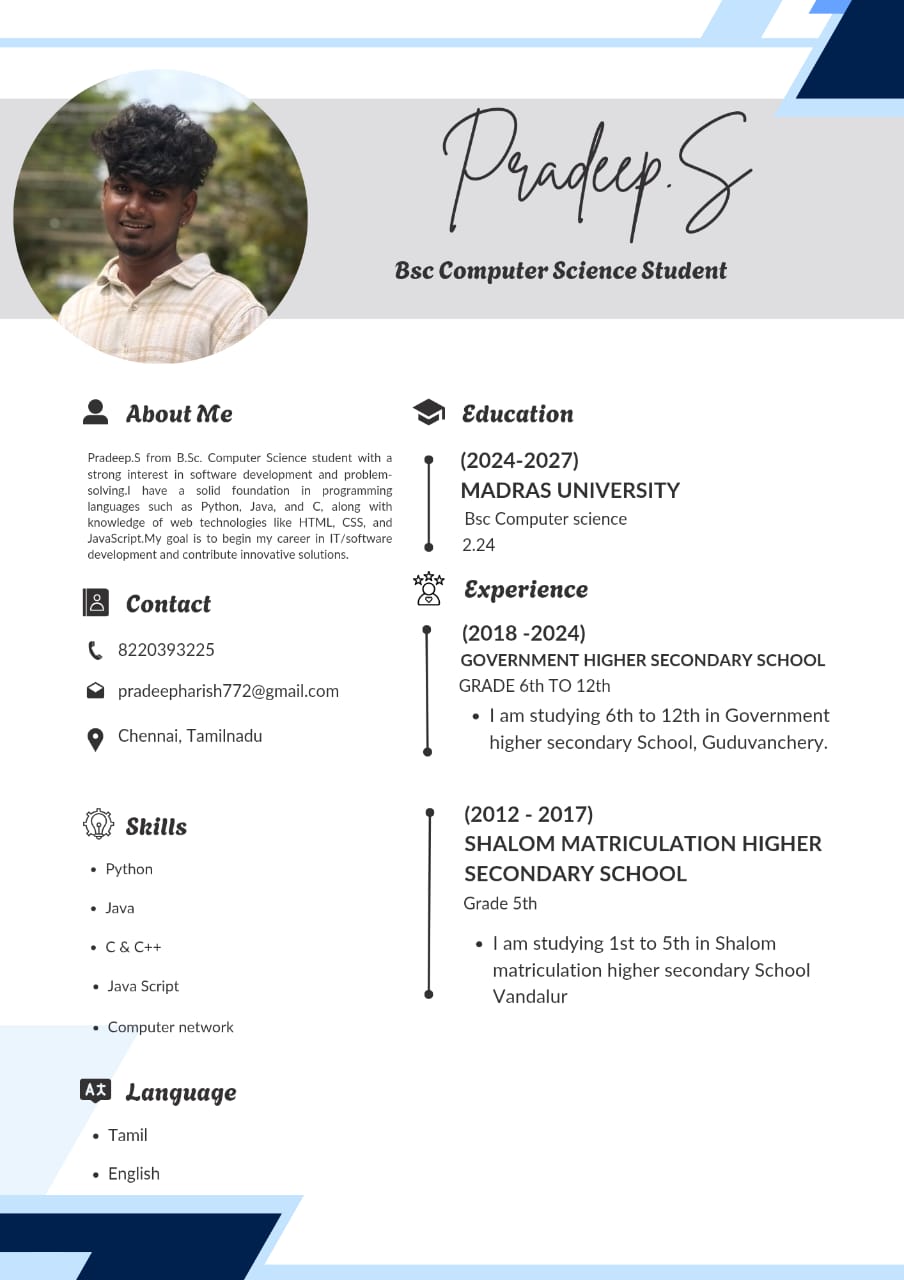 Pradeep.S
Bsc Computer Science Student
About Me
Pradeep.S from B.Sc. Computer Science student with a
strong interest in software development and problem-
solving.I have a solid foundation in programming
languages such as Python, Java, and C, along with
knowledge of web technologies like HTML, CSS, and
JavaScript.My goal is to begin my career in IT/software
development and contribute innovative solutions.
Contact
8220393225
pradeepharish772@gmail.com
Chennai, Tamilnadu
Skills
Python
Java
C & C++
Java Script
Computer network
Language
Tamil
English
Education
(2024-2027)
MADRAS UNIVERSITY
Bsc Computer science
2.24
Experience
(2018 -2024)
GOVERNMENT HIGHER SECONDARY SCHOOL
GRADE 6th TO 12th
I am studying 6th to 12th in Government
higher secondary School, Guduvanchery.
(2012 - 2017)
SHALOM MATRICULATION HIGHER
SECONDARY SCHOOL
Grade 5th
I am studying 1st to 5th in Shalom
matriculation higher secondary School
Vandalur